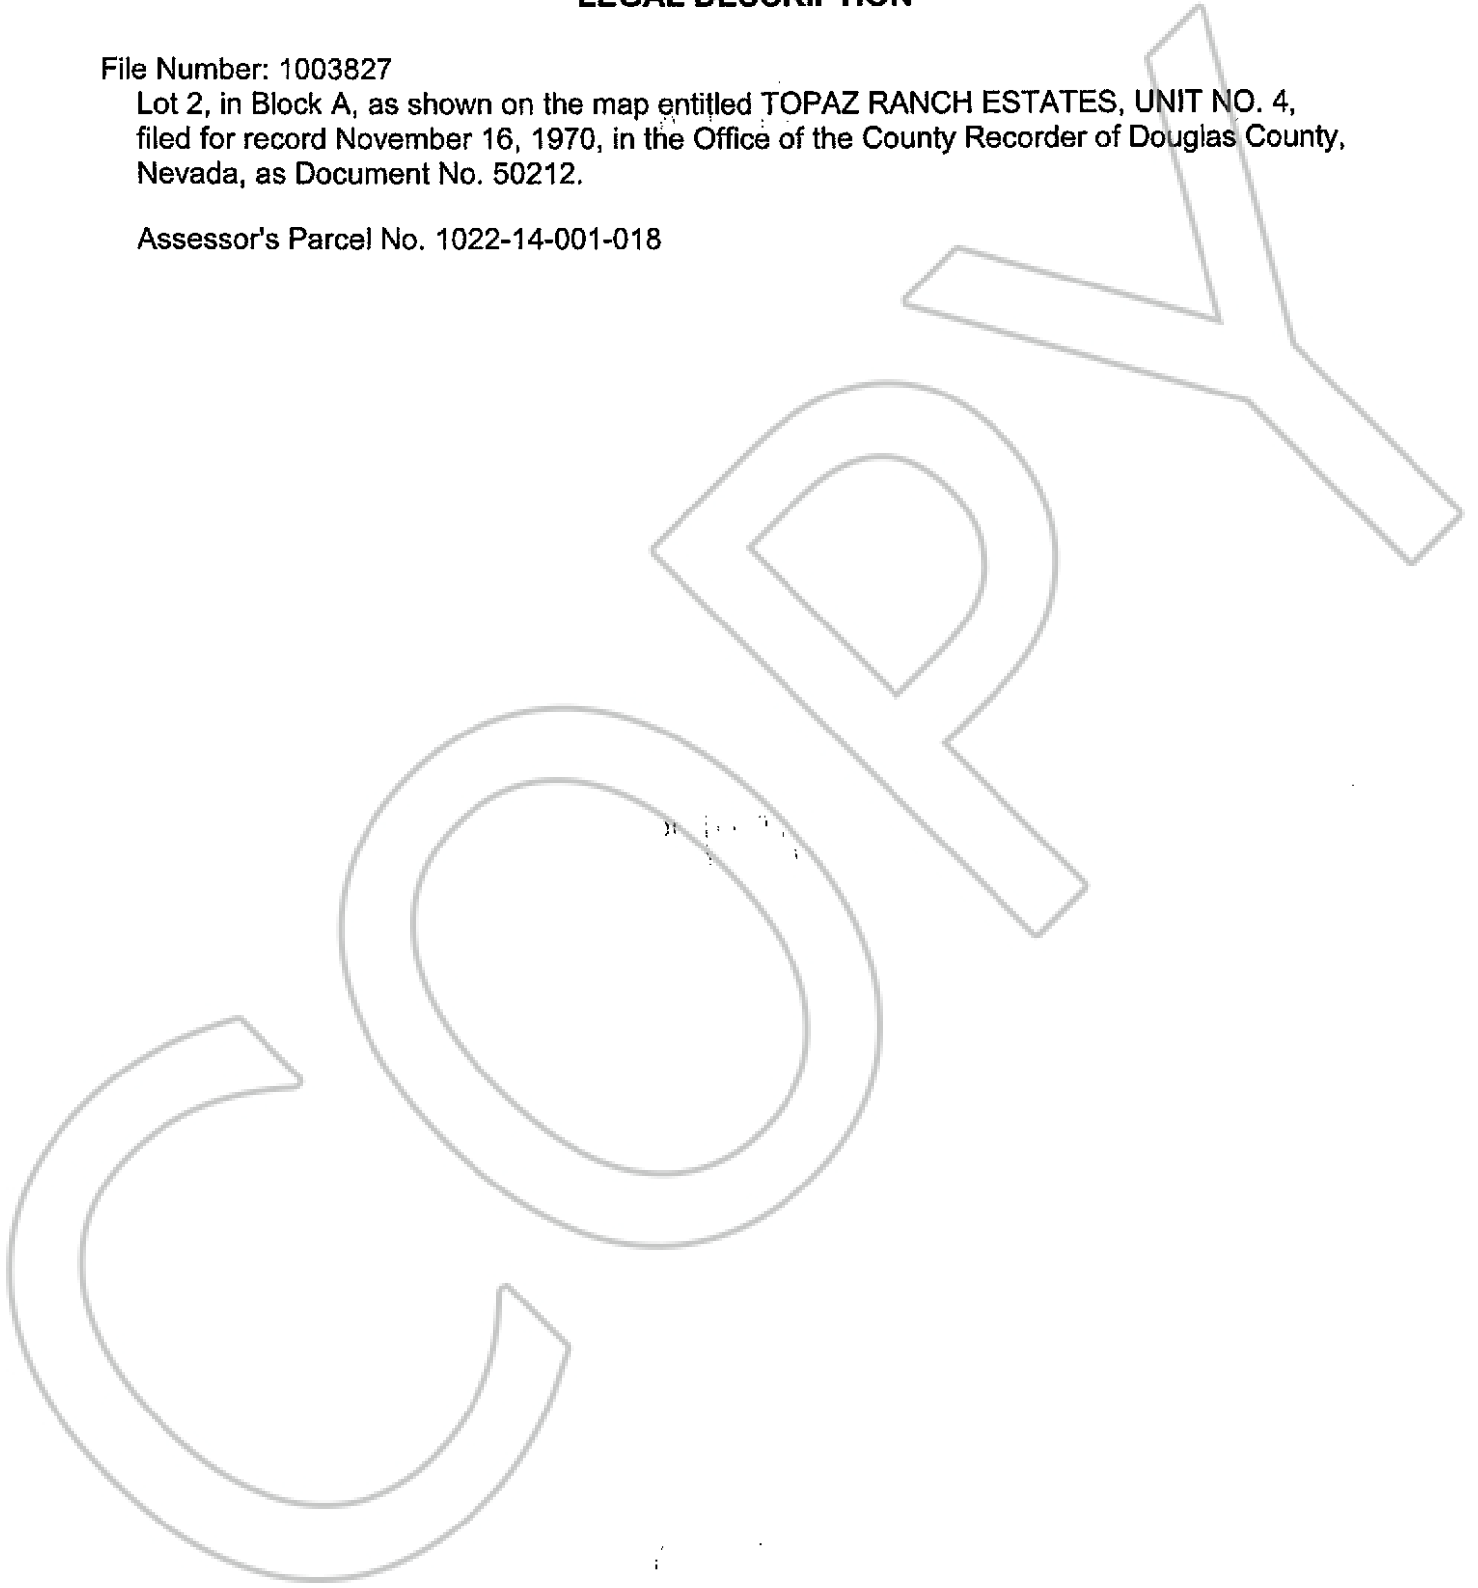 LEGAL DESCRIPTION
File Number: 1003827
Lot 2, in Block A, as shown on the map entitled TOPAZ RANCH ESTATES, UNIT NO. 4,
filed for record November 16, 1970, in the Office of the County Recorder of Douglas County,
Nevada, as Document No. 50212.
Assessor's Parcel No. 1022-14-001-018
COPY